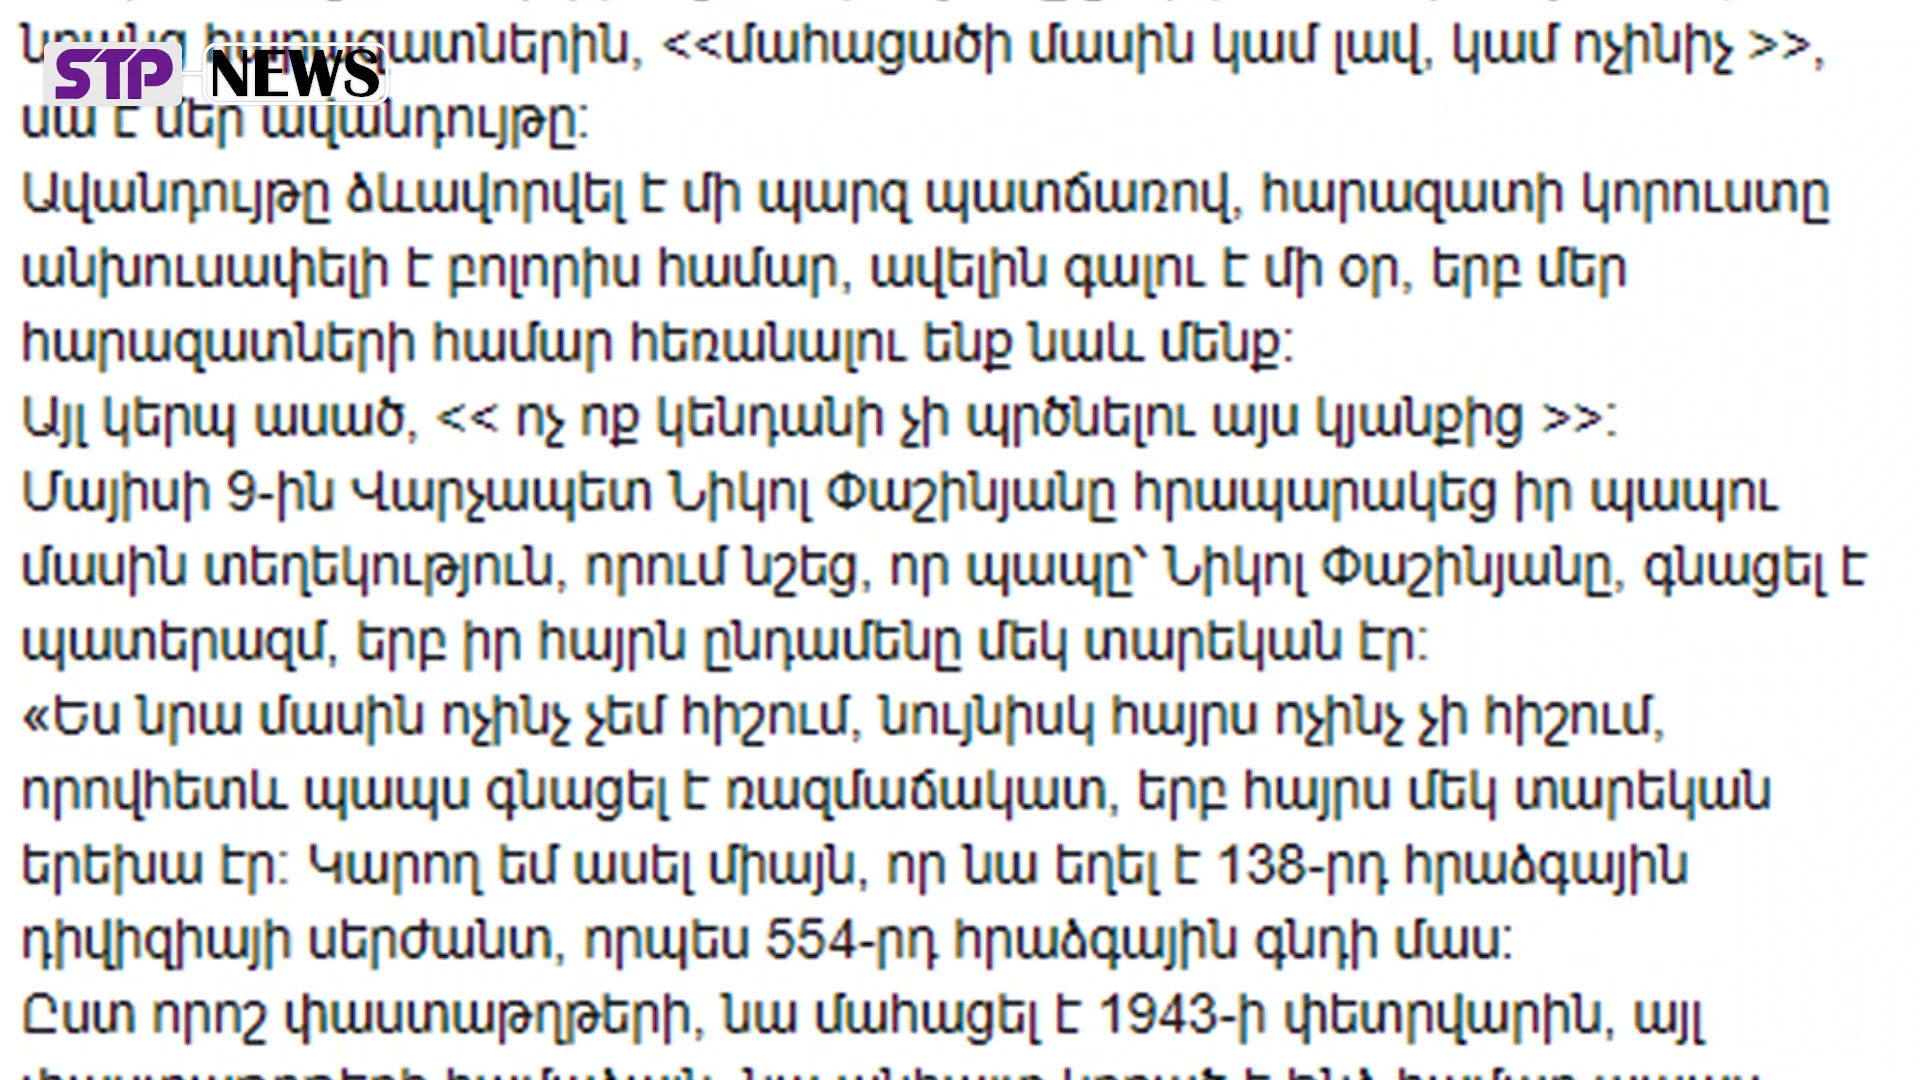 STP NEWS
նրանց հարազատներին, <<մահացածի մասին կամ լավ, կամ ոչինիչ >>,
սա է մեր ավանդույթը։
Ավանդույթը ձևավորվել է մի պարզ պատճառով, հարազատի կորուստը
անխուսափելի է բոլորիս համար, ավելին գալու է մի օր, երբ մեր
հարազատների համար հեռանալու ենք նաև մենք։
Այլ կերպ ասած, << ոչ ոք կենդանի չի պրծնելու այս կյանքից >>։
Մայիսի 9-ին Վարչապետ Նիկոլ Փաշինյանը հրապարակեց իր պապու
մասին տեղեկություն, որում նշեց, որ պապը՝ Նիկոլ Փաշինյանը, գնացել է
պատերազմ, երբ իր հայրն ընդամենը մեկ տարեկան էր։
«Ես նրա մասին ոչինչ չեմ հիշում, նույնիսկ հայրս ոչինչ չի հիշում,
որովհետև պապս գնացել է ռազմաճակատ, երբ հայրս մեկ տարեկան
երեխա էր։ Կարող եմ ասել միայն, որ նա եղել է 138-րդ հրաձգային
դիվիզիայի սերժանտ, որպես 554-րդ հրաձգային գնդի մաս։
Ըստ որոշ փաստաթղթերի, նա մահացել է 1943-ի փետրվարին, այլ